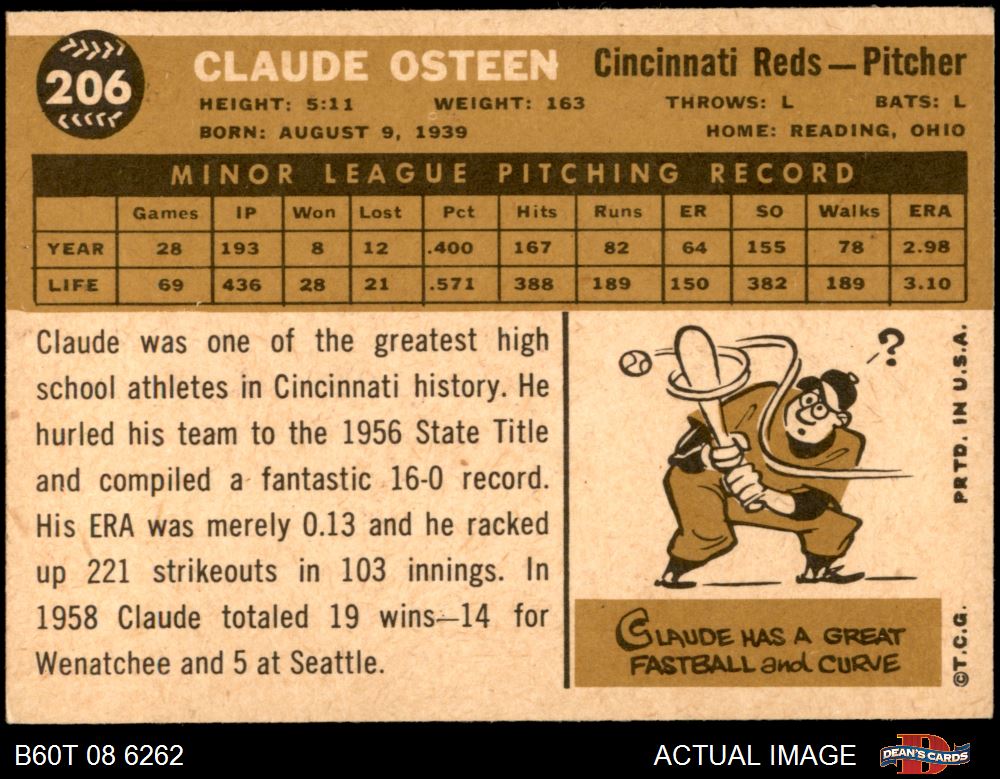 206
CLAUDE OSTEEN Cincinnati Reds—Pitcher
HEIGHT: 5:11 WEIGHT: 163 THROWS: L BATS: L
BORN: AUGUST 9, 1939 HOME: READING, OHIO
MINOR LEAGUE PITCHING RECORD
Games IP Won Lost Pct Hits Runs ER SO Walks ERA
YEAR 28 193 8 12 .400 167 82 64 155 78 2.98
LIFE 69 436 28 21 .571 388 189 150 382 189 3.10
Claude was one of the greatest high
school athletes in Cincinnati history. He
hurled his team to the 1956 State Title
and compiled a fantastic 16-0 record.
His ERA was merely 0.13 and he racked
up 221 strikeouts in 103 innings. In
1958 Claude totaled 19 wins—14 for
Wenatchee and 5 at Seattle.
?
CLAUDE HAS A GREAT
FASTBALL and CURVE
©T.C.G. PRTD. IN U.S.A.
B60T 08 6262 ACTUAL IMAGE DEAN'S CARDS